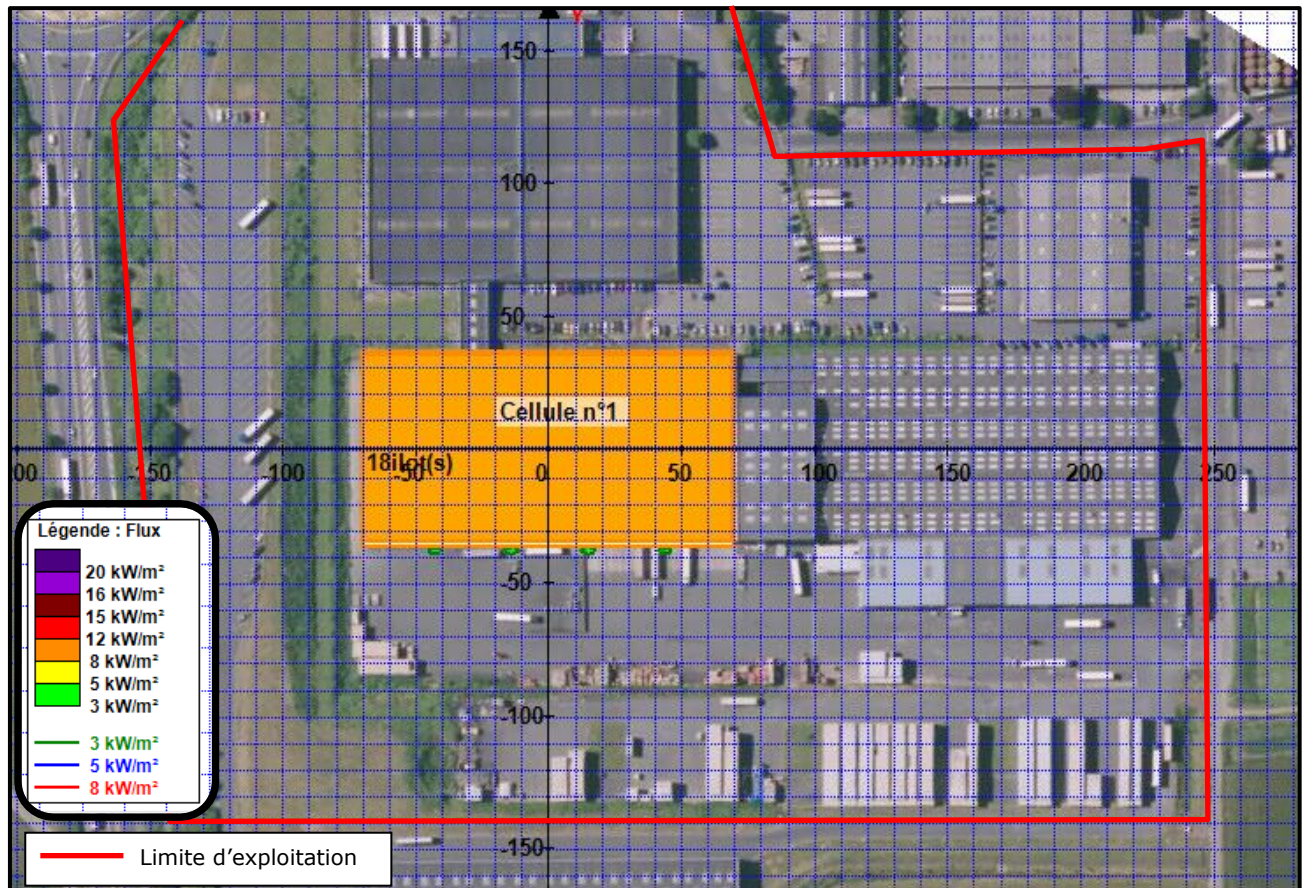 Y
150
100
50
Cellule n°1
18ilot(s)
00
-150
-100
-50
0
50
100
150
200
250
-50
-100
-150
Légende : Flux
20 kW/m²
16 kW/m²
15 kW/m²
12 kW/m²
8 kW/m²
5 kW/m²
3 kW/m²
3 kW/m²
5 kW/m²
8 kW/m²
Limite d'exploitation